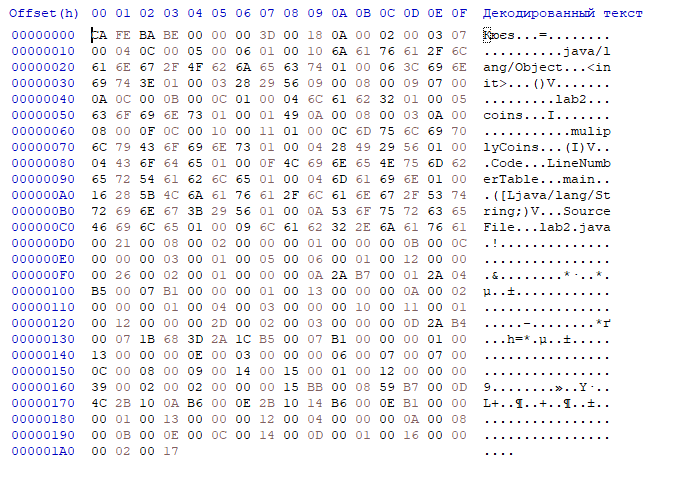 Offset(h) 00 01 02 03 04 05 06 07 08 09 0A 0B 0C 0D 0E 0F Декодированный текст
00000000 CA FE BA BE 00 00 00 3D 00 18 0A 00 02 00 03 07 Кюєѕ...=........
00000010 00 04 0C 00 05 00 06 01 00 10 6A 61 76 61 2F 6C ..........java/l
00000020 61 6E 67 2F 4F 62 6A 65 63 74 01 00 06 3C 69 6E ang/Object...<in
00000030 69 74 3E 01 00 03 28 29 56 09 00 08 00 09 07 00 it>...()V.......
00000040 0A 0C 00 0B 00 0C 01 00 04 6C 61 62 32 01 00 05 .........lab2...
00000050 63 6F 69 6E 73 01 00 01 49 0A 00 08 00 03 0A 00 coins...I.......
00000060 08 00 0F 0C 00 10 00 11 01 00 0C 6D 75 6C 69 70 ...........mulip
00000070 6C 79 43 6F 69 6E 73 01 00 04 28 49 29 56 01 00 lyCoins...(I)V..
00000080 04 43 6F 64 65 01 00 0F 4C 69 6E 65 4E 75 6D 62 .Code...LineNumb
00000090 65 72 54 61 62 6C 65 01 00 04 6D 61 69 6E 01 00 erTable...main..
000000A0 16 28 5B 4C 6A 61 76 61 2F 6C 61 6E 67 2F 53 74 .([Ljava/lang/St
000000B0 72 69 6E 67 3B 29 56 01 00 0A 53 6F 75 72 63 65 ring;)V...Source
000000C0 46 69 6C 65 01 00 09 6C 61 62 32 2E 6A 61 76 61 File...lab2.java
000000D0 00 21 00 08 00 02 00 00 00 01 00 00 00 0B 00 0C .!..............
000000E0 00 00 00 03 00 01 00 05 00 06 00 01 00 12 00 00 ................
000000F0 00 26 00 02 00 01 00 00 00 0A 2A B7 00 01 2A 04 .&........*·..*.
00000100 B5 00 07 B1 00 00 00 01 00 13 00 00 00 0A 00 02 µ..±............
00000110 00 00 00 01 00 04 00 03 00 00 00 10 00 11 00 01 ................
00000120 00 12 00 00 00 2D 00 02 00 03 00 00 00 0D 2A B4 .....-........*ґ
00000130 00 07 1B 68 3D 2A 1C B5 00 07 B1 00 00 00 01 00 ...h=*.µ..±.....
00000140 13 00 00 00 0E 00 03 00 00 00 06 00 07 00 07 00 ................
00000150 0C 00 08 00 09 00 14 00 15 00 01 00 12 00 00 00 ................
00000160 39 00 02 00 02 00 00 00 15 BB 00 08 59 B7 00 0D 9........»..Y·..
00000170 4C 2B 10 0A B6 00 0E 2B 10 14 B6 00 0E B1 00 00 L+..¶..+..¶..±..
00000180 00 01 00 13 00 00 00 12 00 04 00 00 00 0A 00 08 ................
00000190 00 0B 00 0E 00 0C 00 14 00 0D 00 01 00 16 00 00 ................
000001A0 00 02 00 17 ....